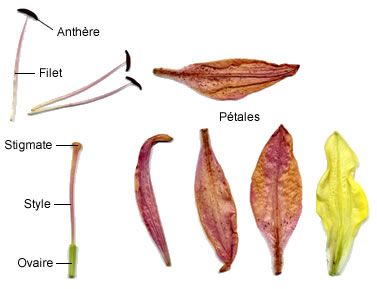 Anthère
Filet
Pétales
Stigmate
Style
Ovaire